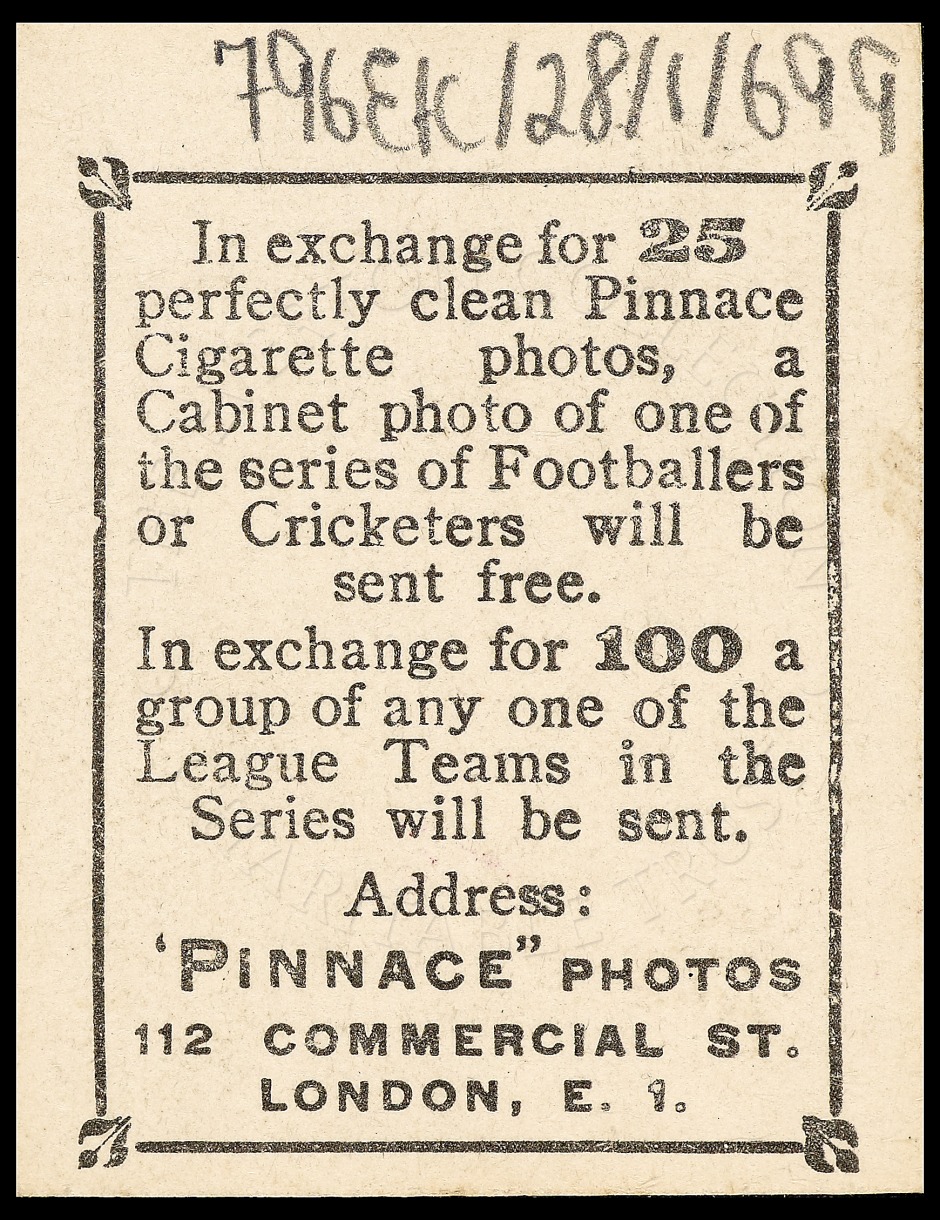 796EtC/28/1/699
In exchange for 25
perfectly clean Pinnace
Cigarette photos, a
Cabinet photo of one of
the series of Footballers
or Cricketers will be
sent free.
In exchange for 100 a
group of any one of the
League Teams in the
Series will be sent.
Address:
'PINNACE" PHOTOS
112 COMMERCIAL ST.
LONDON, E. 1.